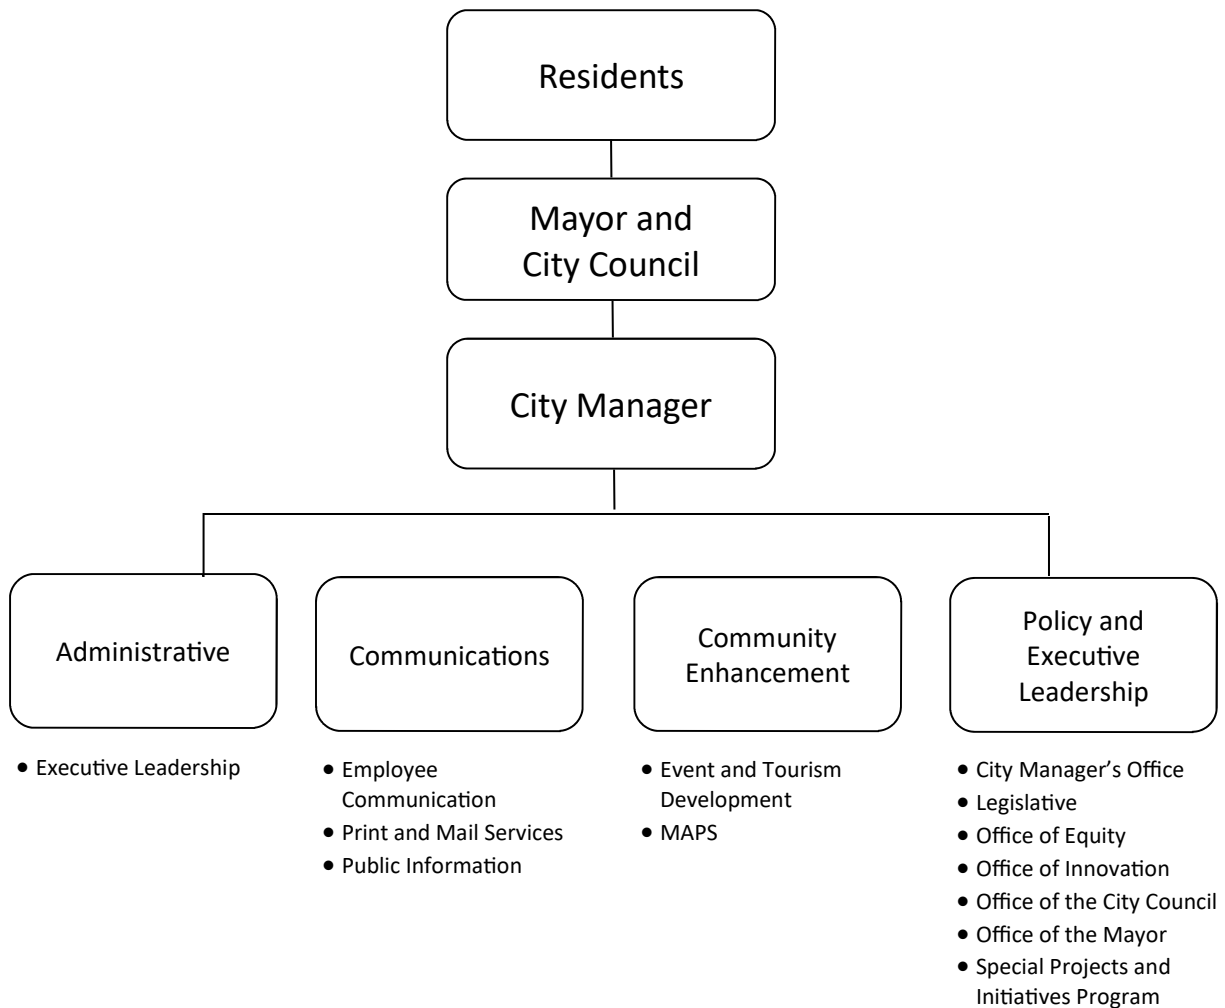 Residents
Mayor and
City Council
City Manager
Administrative
• Executive Leadership
Communications
• Employee
Communication
• Print and Mail Services
• Public Information
Community
Enhancement
• Event and Tourism
Development
• MAPS
Policy and
Executive
Leadership
• City Manager’s Office
• Legislative
• Office of Equity
• Office of Innovation
• Office of the City Council
• Office of the Mayor
• Special Projects and
Initiatives Program